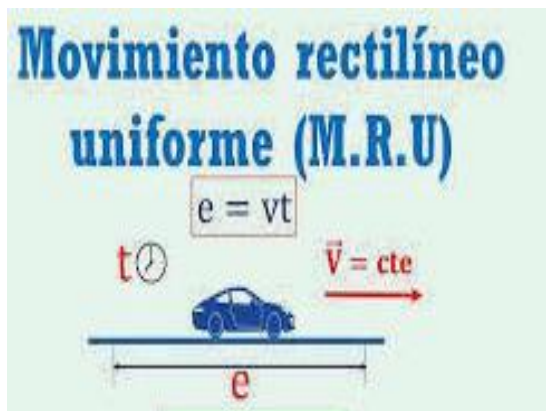 Movimiento rectilíneo
uniforme (M.R.U)
e = vt
t
V⃗ = cte
e